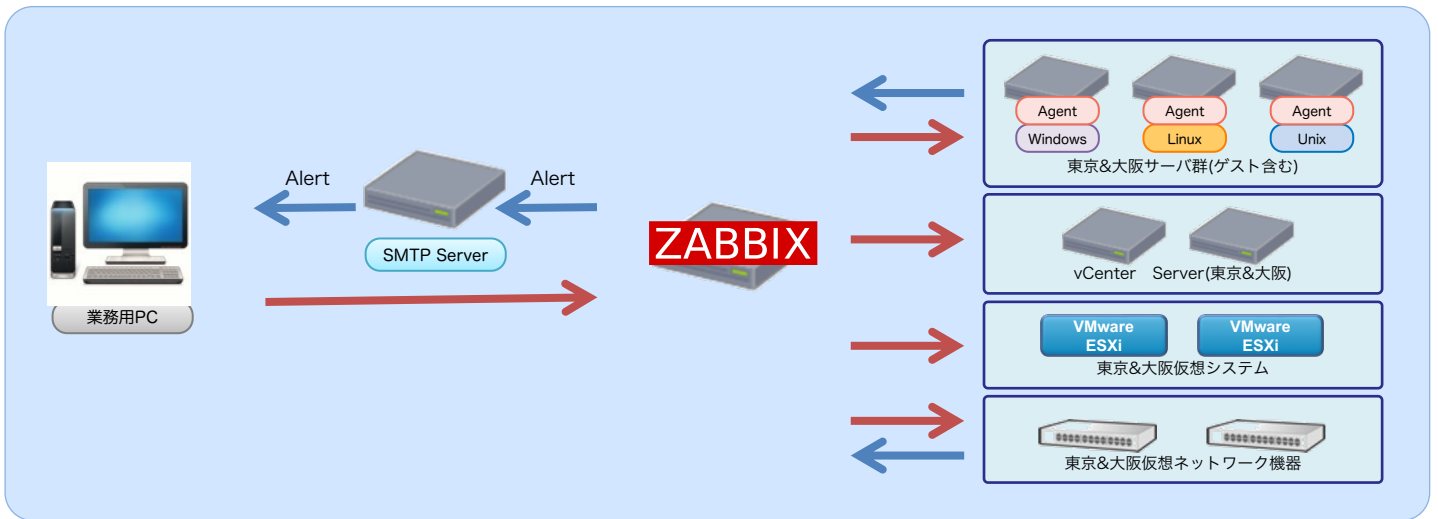 Agent
Agent
Agent
Windows
Linux
Unix
東京&大阪サーバ群(ゲスト含む)
Alert
Alert
ZABBIX
SMTP Server
vCenter Server(東京&大阪)
業務用PC
VMware
ESXi
VMware
ESXi
東京&大阪仮想システム
東京&大阪仮想ネットワーク機器